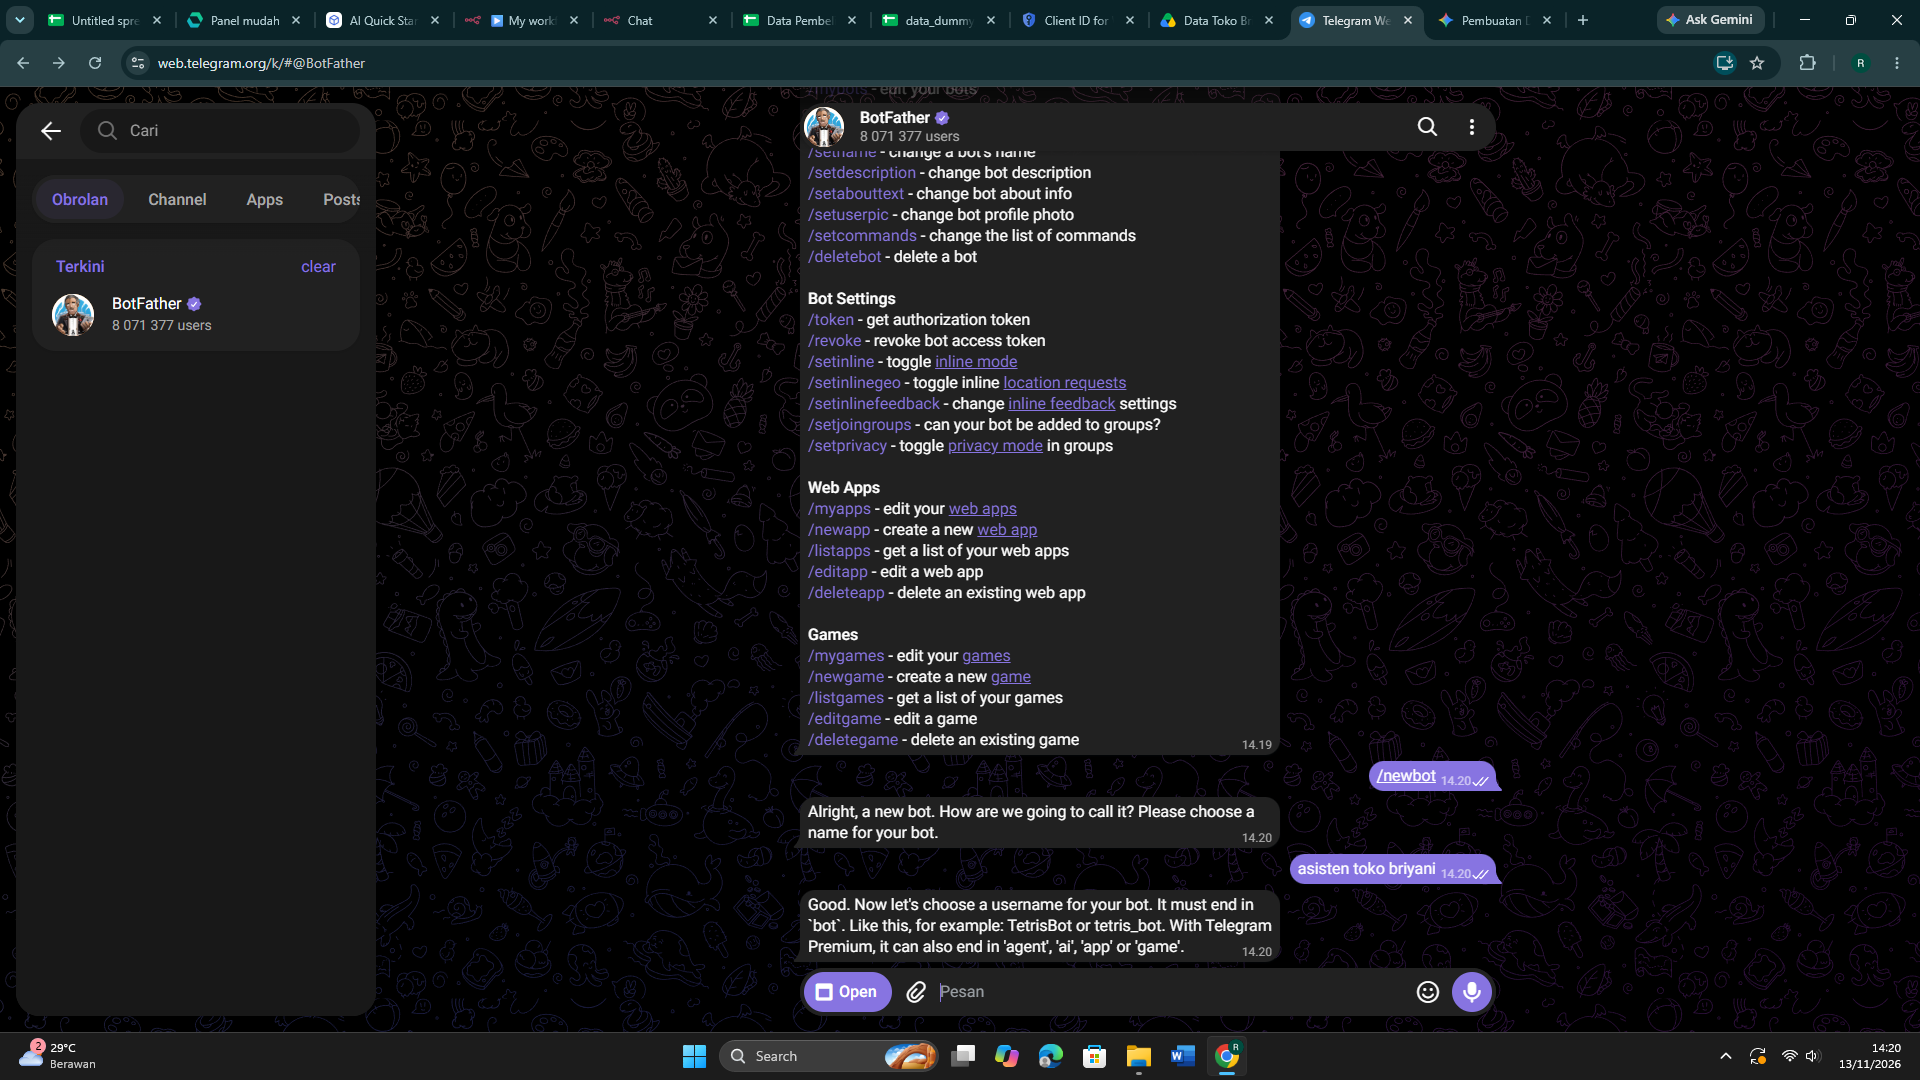 Untitled spre
Panel mudah
AI Quick Star
My work
Chat
Data Pembel
data_dummy
Client ID for
Data Toko Br
Telegram We
Pembuatan D
Ask Gemini
web.telegram.org/k/#@BotFather
R
Cari
Obrolan
Channel
Apps
Posts
Terkini
clear
BotFather
8 071 377 users
/mybots - edit your bots
BotFather
8 071 377 users
/setname - change a bot's name
/setdescription - change bot description
/setabouttext - change bot about info
/setuserpic - change bot profile photo
/setcommands - change the list of commands
/deletebot - delete a bot
Bot Settings
/token - get authorization token
/revoke - revoke bot access token
/setinline - toggle inline mode
/setinlinegeo - toggle inline location requests
/setinlinefeedback - change inline feedback settings
/setjoingroups - can your bot be added to groups?
/setprivacy - toggle privacy mode in groups
Web Apps
/myapps - edit your web apps
/newapp - create a new web app
/listapps - get a list of your web apps
/editapp - edit a web app
/deleteapp - delete an existing web app
Games
/mygames - edit your games
/newgame - create a new game
/listgames - get a list of your games
/editgame - edit a game
/deletegame - delete an existing game
14.19
/newbot 14.20
Alright, a new bot. How are we going to call it? Please choose a
name for your bot.
14.20
asisten toko briyani 14.20
Good. Now let's choose a username for your bot. It must end in
`bot`. Like this, for example: TetrisBot or tetris_bot. With Telegram
Premium, it can also end in 'agent', 'ai', 'app' or 'game'.
14.20
Open
Pesan
2
29°C
Berawan
Search
R
14:20
13/11/2026